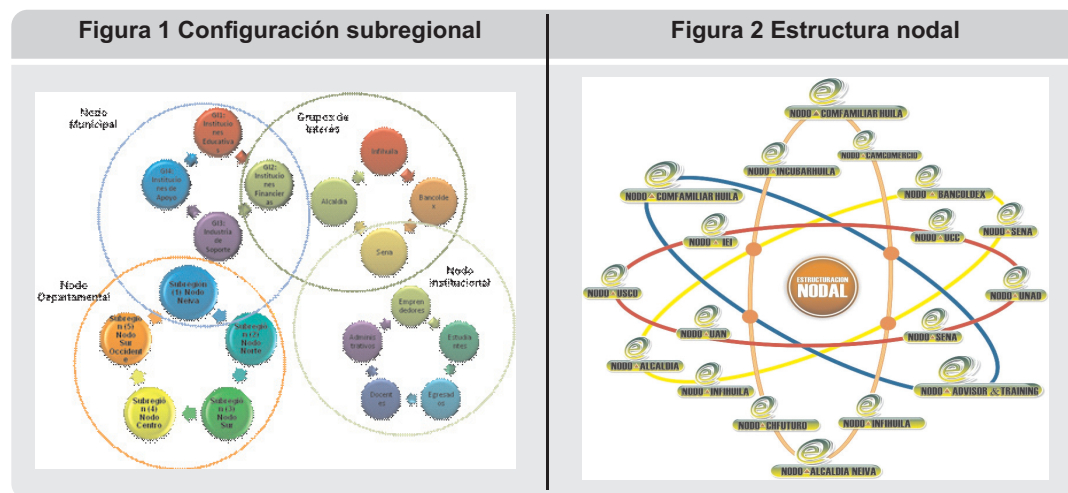 Figura 1 Configuración subregional
Figura 2 Estructura nodal
Nodo
Municipal
GI1:
Institucio
nes
Educativa
s
GI4:
Institucio
nes de
Apoyo
GI2:
Institucio
nes
Financier
as
GI3:
Industria
de
Soporte
Grupos de
Interés
Infihuila
Alcaldía
Bancolde
x
Sena
Nodo
Departamental
Subregión
(1) Nodo
Neiva
Subregió
n (5)
Nodo
Sur
Occident
e
Subregió
n (2)
Nodo
Norte
Subregió
n (4)
Nodo
Centro
Subregió
n (3)
Nodo
Sur
Nodo
Institucional
Empren
dedores
Adminis
trativos
Estudia
ntes
Docent
es
Egresad
os
NODO COMFAMILIAR HUILA
NODO CAMCOMERCIO
NODO INCUBARHUILA
NODO COMFAMILIAR HUILA
NODO BANCOLDEX
NODO IEI
NODO UCC
NODO SENA
NODO USCO
ESTRUCTURACION
NODAL
NODO UNAD
NODO UAN
NODO SENA
NODO ALCALDIA
NODO INFIHUILA
NODO ADVISOR & TRAINING
NODO CHFUTURO
NODO INFIHUILA
NODO ALCALDIA NEIVA